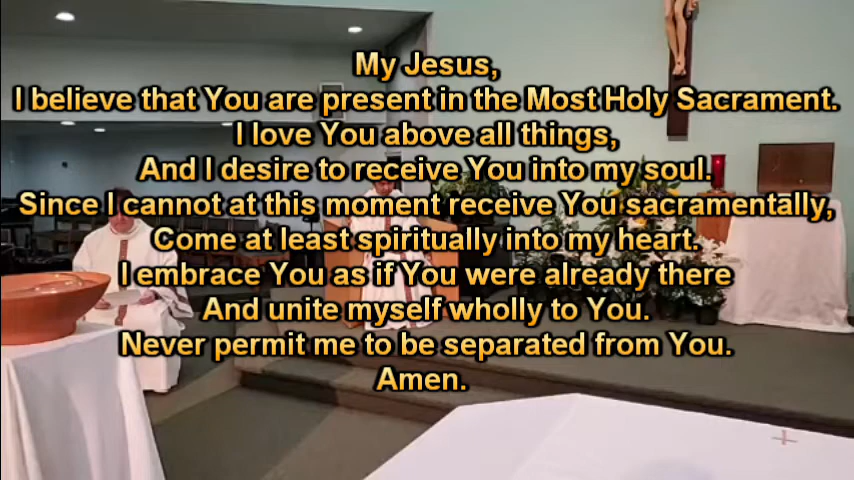 My Jesus,
I believe that You are present in the Most Holy Sacrament.
I love You above all things,
And I desire to receive You into my soul.
Since I cannot at this moment receive You sacramentally,
Come at least spiritually into my heart.
I embrace You as if You were already there
And unite myself wholly to You.
Never permit me to be separated from You.
Amen.